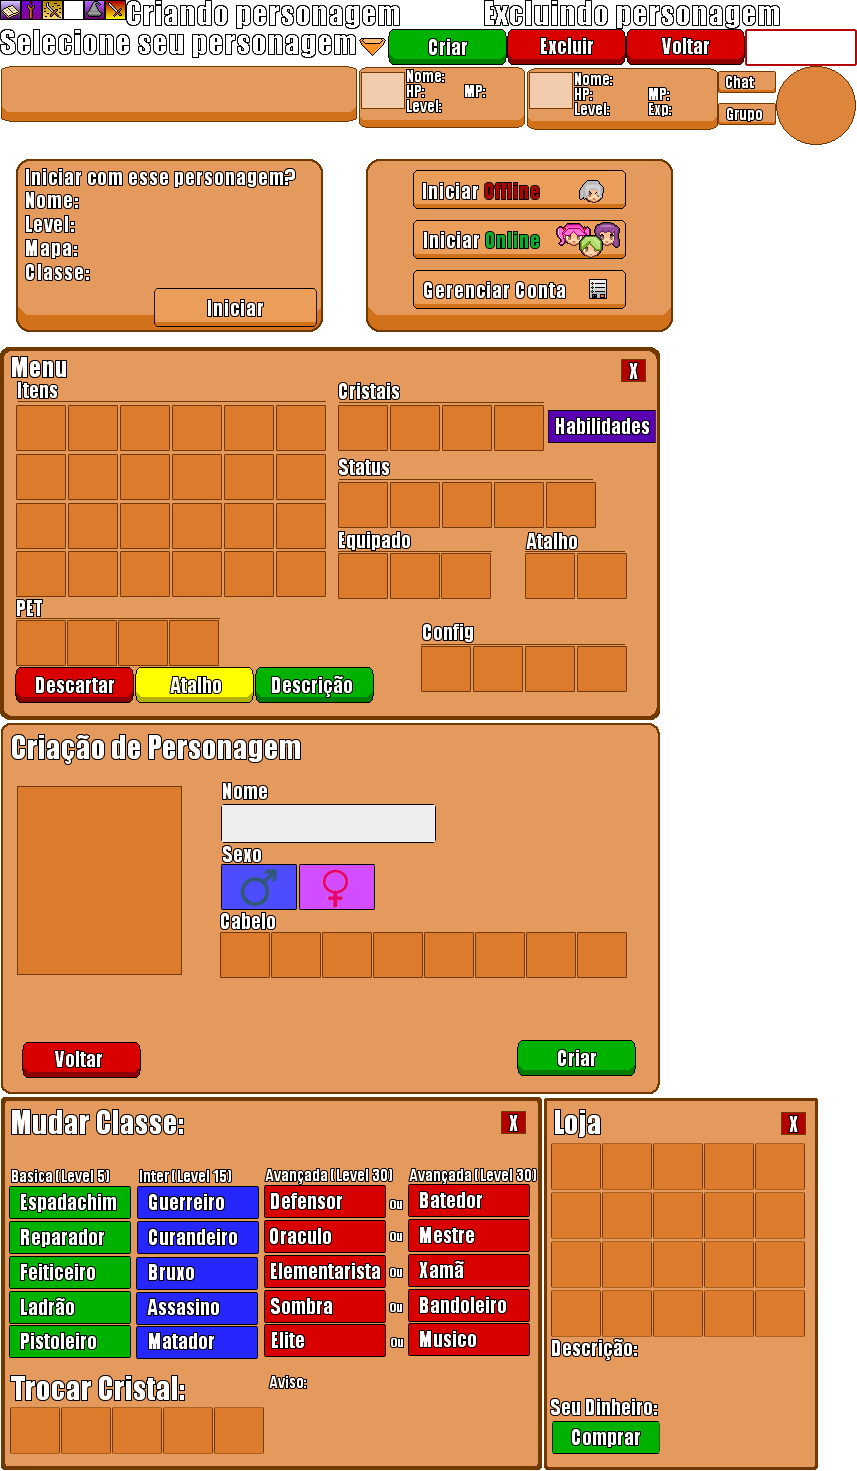 Criando personagem
Excluindo personagem
Selecione seu personagem
Criar
Excluir
Voltar
Nome:
HP: MP:
Level:
Nome:
HP: MP:
Level: Exp:
Chat
Grupo
Iniciar com esse personagem?
Nome:
Level:
Mapa:
Classe:
Iniciar
Iniciar Offline
Iniciar Online
Gerenciar Conta
Menu
X
Itens
Cristais
Habilidades
Status
Equipado
Atalho
PET
Config
Descartar
Atalho
Descrição
Criação de Personagem
Nome
Sexo
Cabelo
Voltar
Criar
Mudar Classe:
X
Basica (Level 5) Inter (Level 15) Avançada (Level 30) Avançada (Level 30)
Espadachim Guerreiro Defensor Ou Batedor
Reparador Curandeiro Oraculo Ou Mestre
Feiticeiro Bruxo Elementarista Ou Xamã
Ladrão Assasino Sombra Ou Bandoleiro
Pistoleiro Matador Elite Ou Musico
Trocar Cristal:
Aviso:
Loja
X
Descrição:
Seu Dinheiro:
Comprar